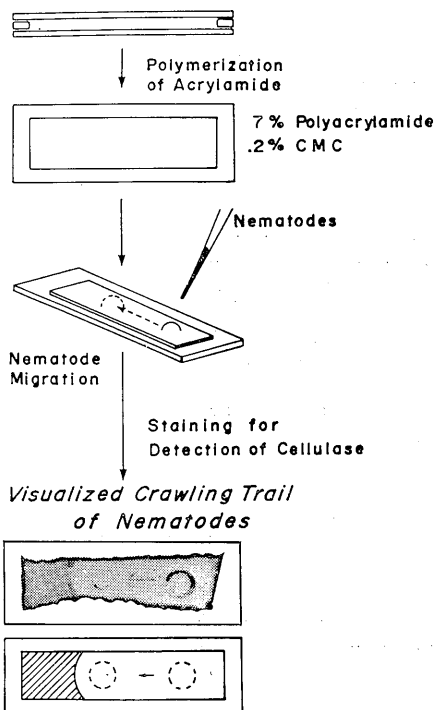 Polymerization
of Acrylamide
7% Polyacrylamide
.2% CMC
Nematodes
Nematode
Migration
Staining for
Detection of Cellulase
Visualized Crawling Trail
of Nematodes